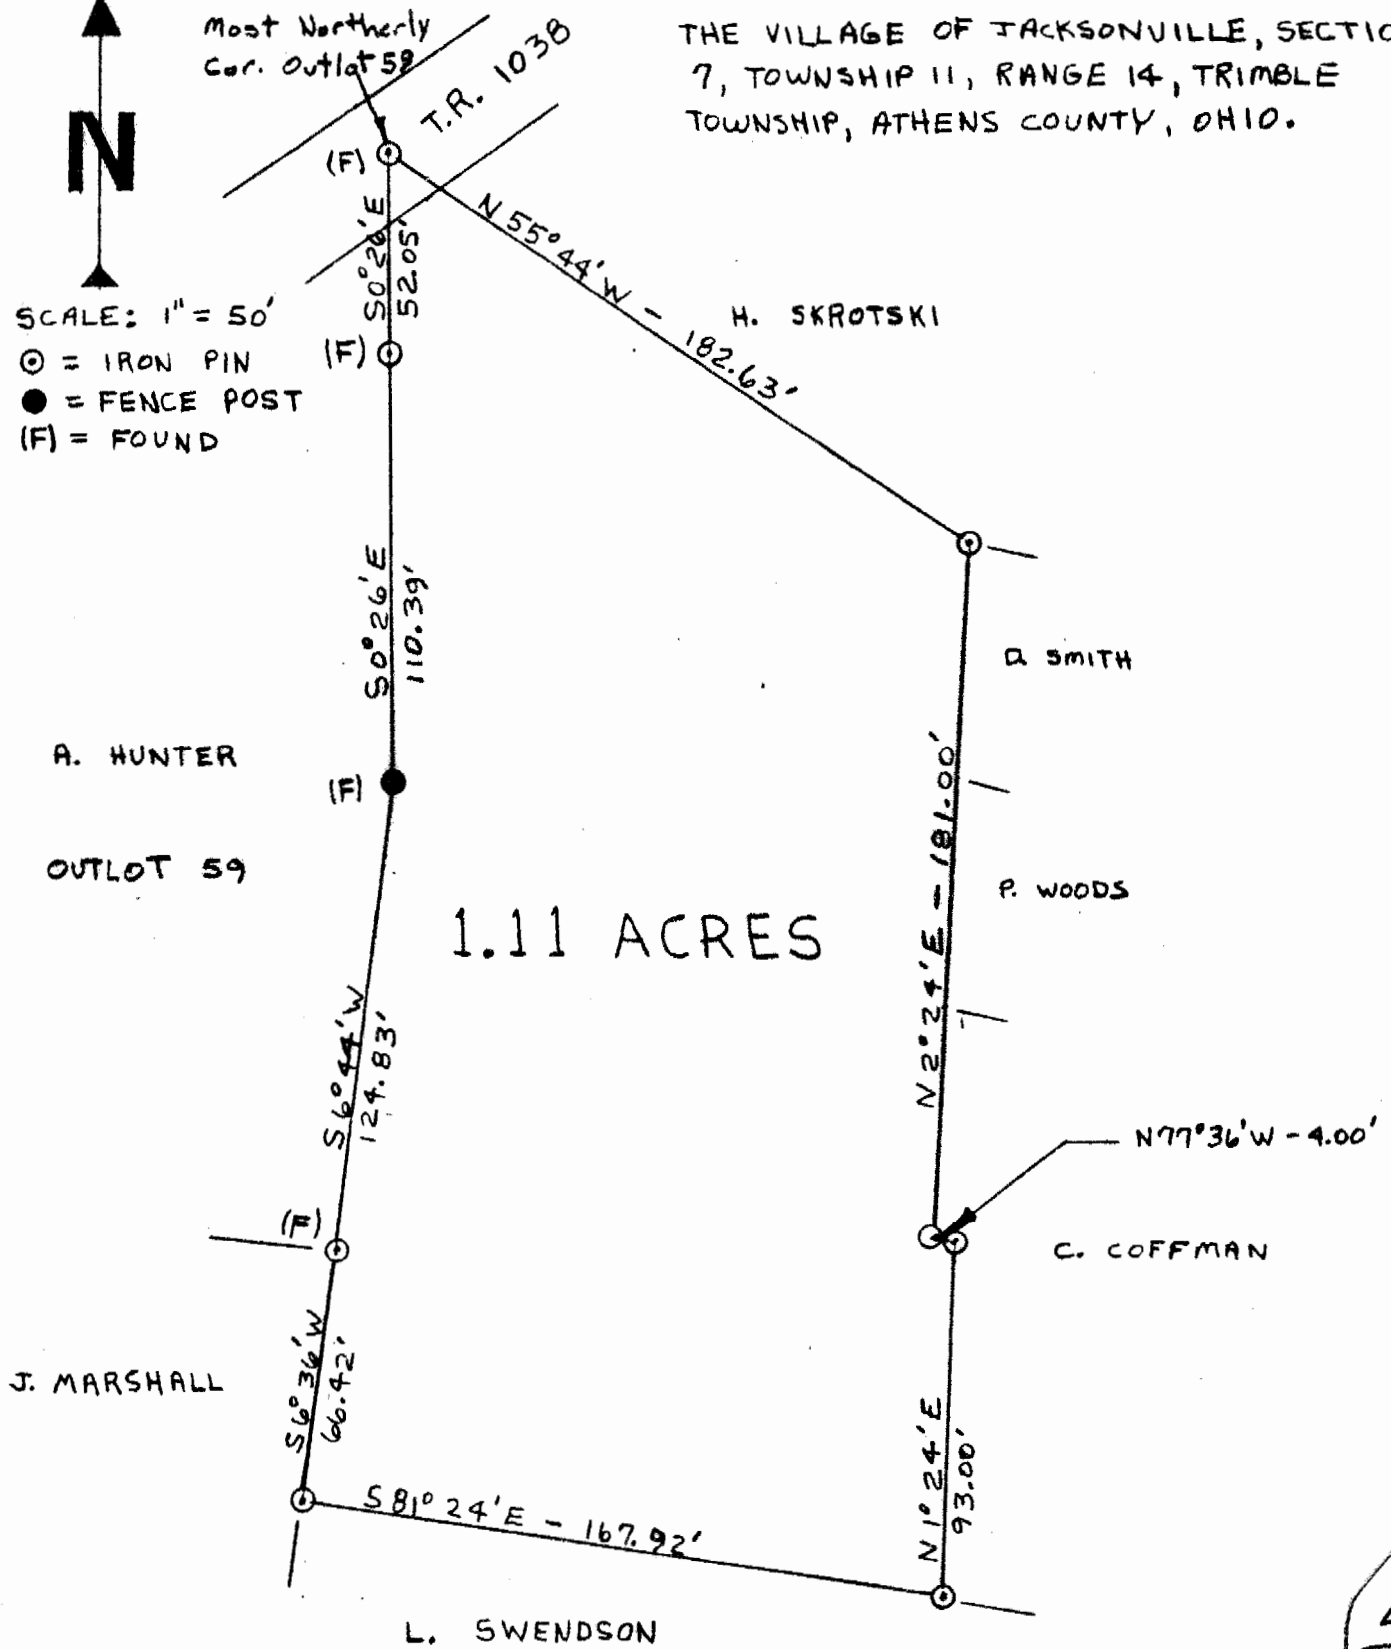 Most Northerly
Cor. Outlot 59
T.R. 1038
THE VILLAGE OF JACKSONVILLE, SECTIO
7, TOWNSHIP 11, RANGE 14, TRIMBLE
TOWNSHIP, ATHENS COUNTY, OHIO.
N
(F)
S0°26'E
52.05'
N 55°44'W - 182.63'
H. SKROTSKI
SCALE: 1" = 50'
⊙ = IRON PIN
● = FENCE POST
(F) = FOUND
(F)
S0°26'E
110.39'
D. SMITH
A. HUNTER
(F)
OUTLOT 59
1.11 ACRES
N2°24'E - 181.00'
P. WOODS
S6°44'W
124.83'
N77°36'W - 4.00'
(F)
C. COFFMAN
J. MARSHALL
S6°36'W
66.42'
N1°24'E
93.00'
S81°24'E - 167.92'
L. SWENDSON